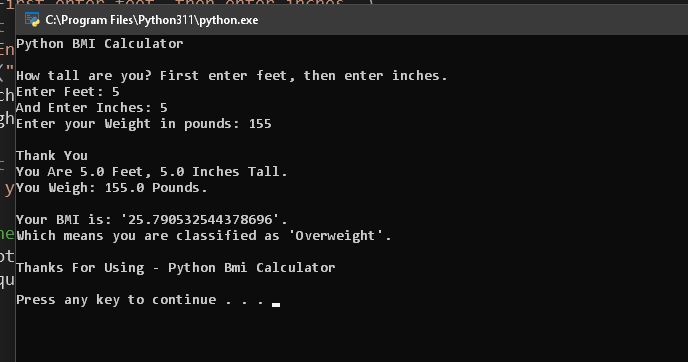 irst enter feet, then enter inches. )
C:\Program Files\Python311\python.exe
Python BMI Calculator
How tall are you? First enter feet, then enter inches.
Enter Feet: 5
And Enter Inches: 5
Enter your Weight in pounds: 155
Thank You
You Are 5.0 Feet, 5.0 Inches Tall.
You Weigh: 155.0 Pounds.
Your BMI is: '25.790532544378696'.
Which means you are classified as 'Overweight'.
Thanks For Using - Python Bmi Calculator
Press any key to continue . . .